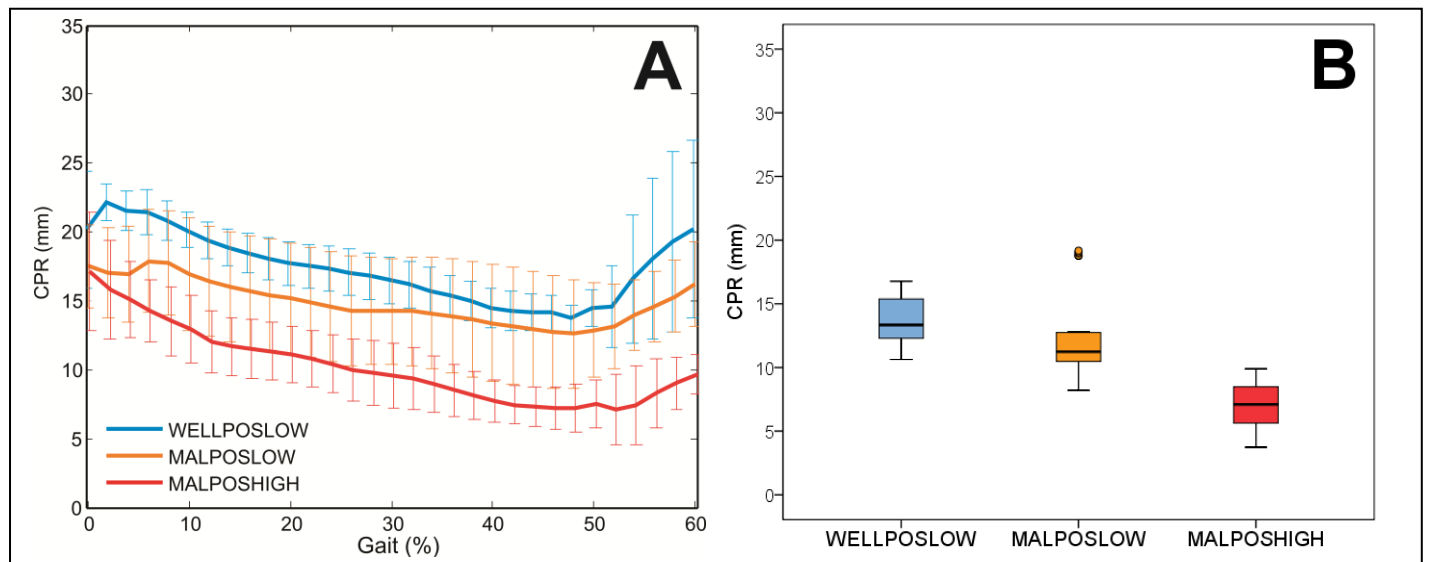 A
35
30
25
20
15
10
5
0
CPR (mm)
WELLPOSLOW
MALPOSLOW
MALPOSHIGH
0 10 20 30 40 50 60
Gait (%)
B
35
30
25
20
15
10
5
0
CPR (mm)
WELLPOSLOW MALPOSLOW MALPOSHIGH